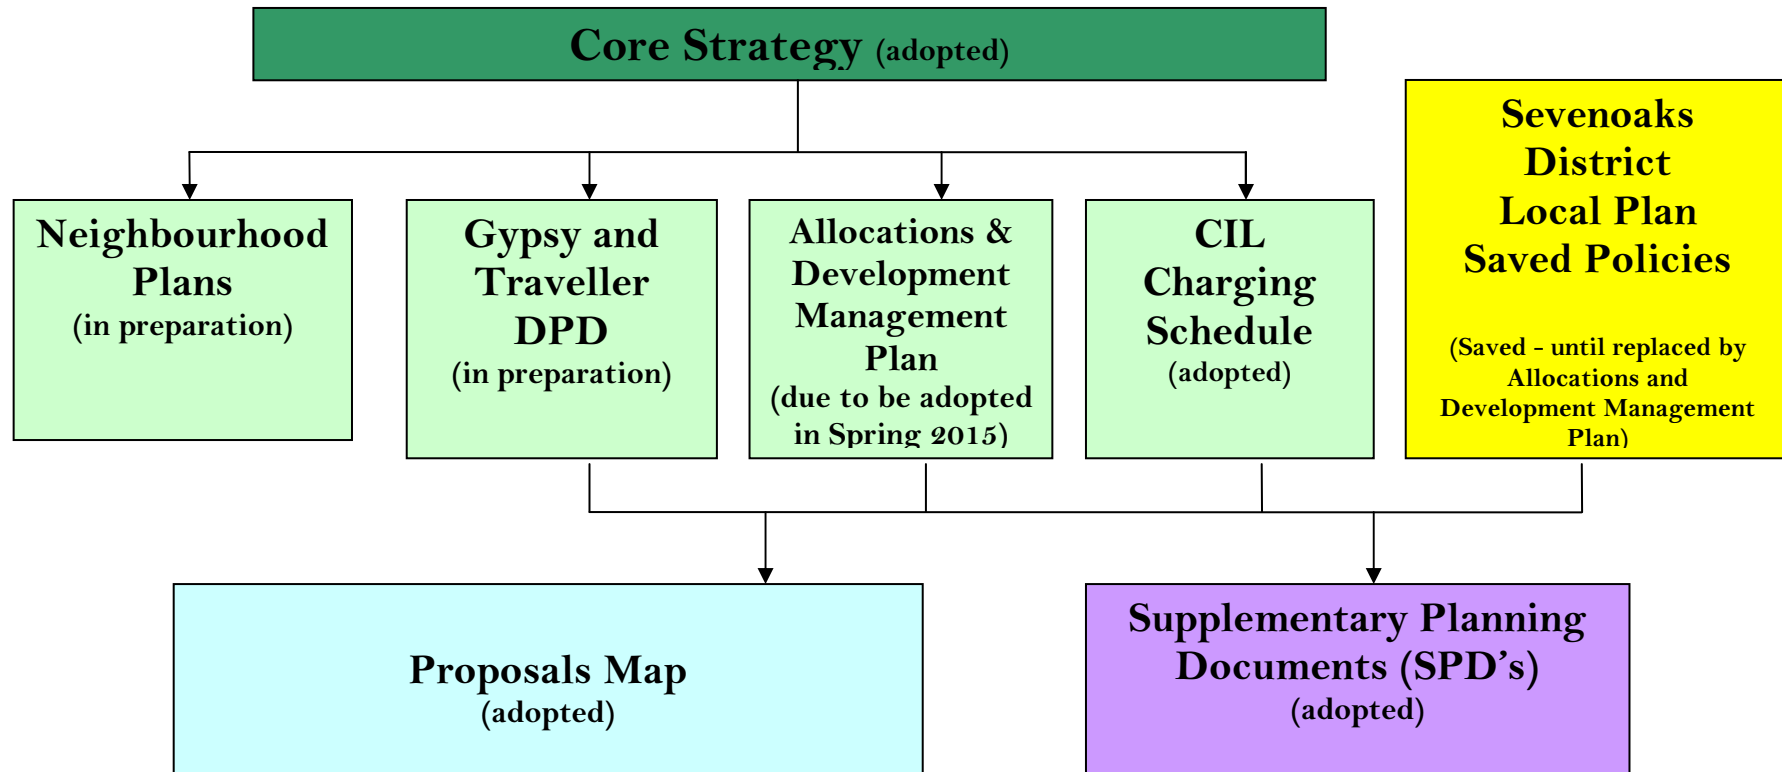 Core Strategy (adopted)
Neighbourhood
Plans
(in preparation)
Gypsy and
Traveller
DPD
(in preparation)
Allocations &
Development
Management
Plan
(due to be adopted
in Spring 2015)
CIL
Charging
Schedule
(adopted)
Sevenoaks
District
Local Plan
Saved Policies
(Saved - until replaced by
Allocations and
Development Management
Plan)
Proposals Map
(adopted)
Supplementary Planning
Documents (SPD’s)
(adopted)